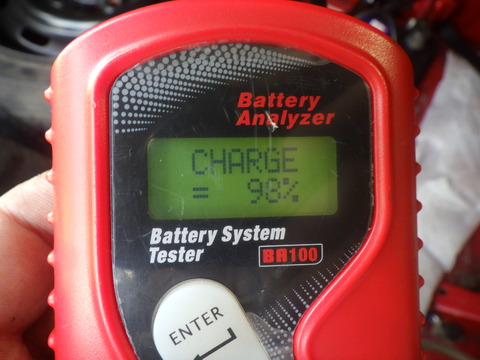 Battery
Analyzer
CHARGE
= 98%
Battery System
Tester BA100
ENTER